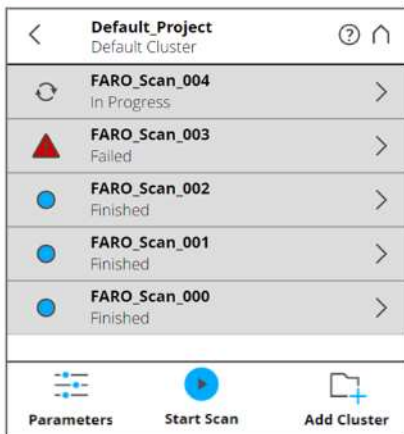 Default_Project
Default Cluster
FARO_Scan_004
In Progress
FARO_Scan_003
Failed
FARO_Scan_002
Finished
FARO_Scan_001
Finished
FARO_Scan_000
Finished
Parameters Start Scan Add Cluster